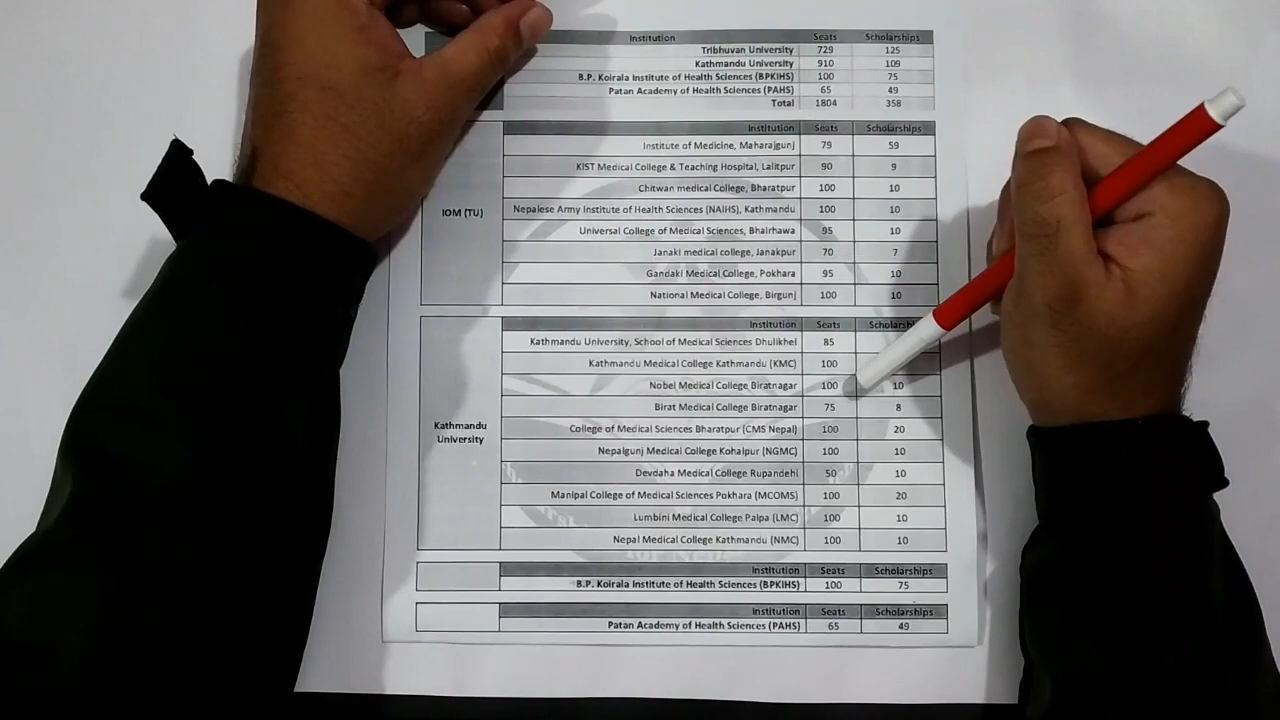 Institution Seats Scholarships
Tribhuvan University 729 125
Kathmandu University 910 109
B.P. Koirala Institute of Health Sciences (BPKIHS) 100 75
Patan Academy of Health Sciences (PAHS) 65 49
Total 1804 358
Institution Seats Scholarships
Institute of Medicine, Maharajgunj 79 59
KIST Medical College & Teaching Hospital, Lalitpur 90 9
Chitwan medical College, Bharatpur 100 10
IOM (TU) Nepalese Army Institute of Health Sciences (NAIHS), Kathmandu 100 10
Universal College of Medical Sciences, Bhairhawa 95 10
Janaki medical college, Janakpur 70 7
Gandaki Medical College, Pokhara 95 10
National Medical College, Birgunj 100 10
Institution Seats
Kathmandu University, School of Medical Sciences Dhulikhel 85
Kathmandu Medical College Kathmandu (KMC) 100
Nobel Medical College Biratnagar 100 10
Birat Medical College Biratnagar 75 8
Kathmandu University College of Medical Sciences Bharatpur (CMS Nepal) 100 20
Nepalgunj Medical College Kohalpur (NGMC) 100 10
Devdaha Medical College Rupandehi 50 10
Manipal College of Medical Sciences Pokhara (MCOMS) 100 20
Lumbini Medical College Palpa (LMC) 100 10
Nepal Medical College Kathmandu (NMC) 100 10
Institution Seats Scholarships
B.P. Koirala Institute of Health Sciences (BPKIHS) 100 75
Institution Seats Scholarships
Patan Academy of Health Sciences (PAHS) 65 49